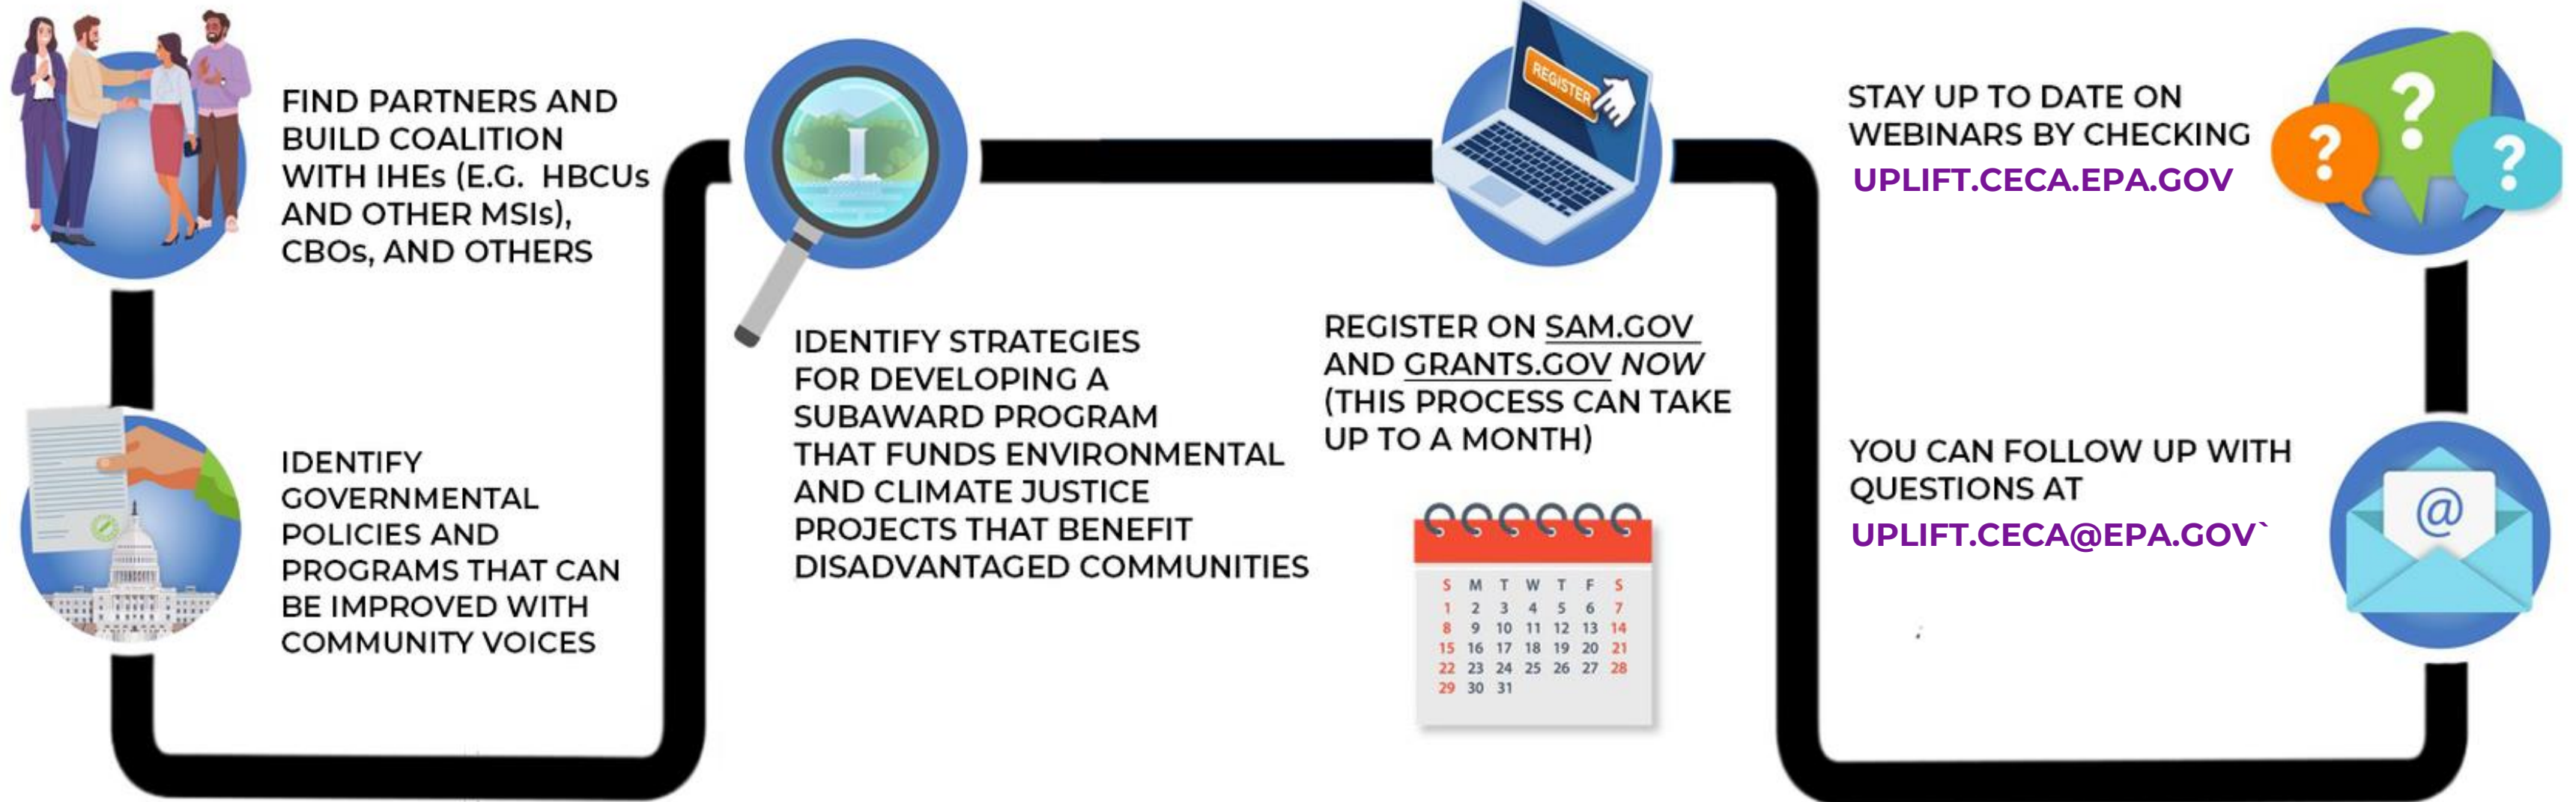 FIND PARTNERS AND
BUILD COALITION
WITH IHEs (E.G. HBCUs
AND OTHER MSIs),
CBOs, AND OTHERS
IDENTIFY
GOVERNMENTAL
POLICIES AND
PROGRAMS THAT CAN
BE IMPROVED WITH
COMMUNITY VOICES
IDENTIFY STRATEGIES
FOR DEVELOPING A
SUBAWARD PROGRAM
THAT FUNDS ENVIRONMENTAL
AND CLIMATE JUSTICE
PROJECTS THAT BENEFIT
DISADVANTAGED COMMUNITIES
REGISTER
REGISTER ON SAM.GOV
AND GRANTS.GOV NOW
(THIS PROCESS CAN TAKE
UP TO A MONTH)
S M T W T F S
1 2 3 4 5 6 7
8 9 10 11 12 13 14
15 16 17 18 19 20 21
22 23 24 25 26 27 28
29 30 31
STAY UP TO DATE ON
WEBINARS BY CHECKING
UPLIFT.CECA.EPA.GOV
? ? ?
YOU CAN FOLLOW UP WITH
QUESTIONS AT
UPLIFT.CECA@EPA.GOV`
@
;